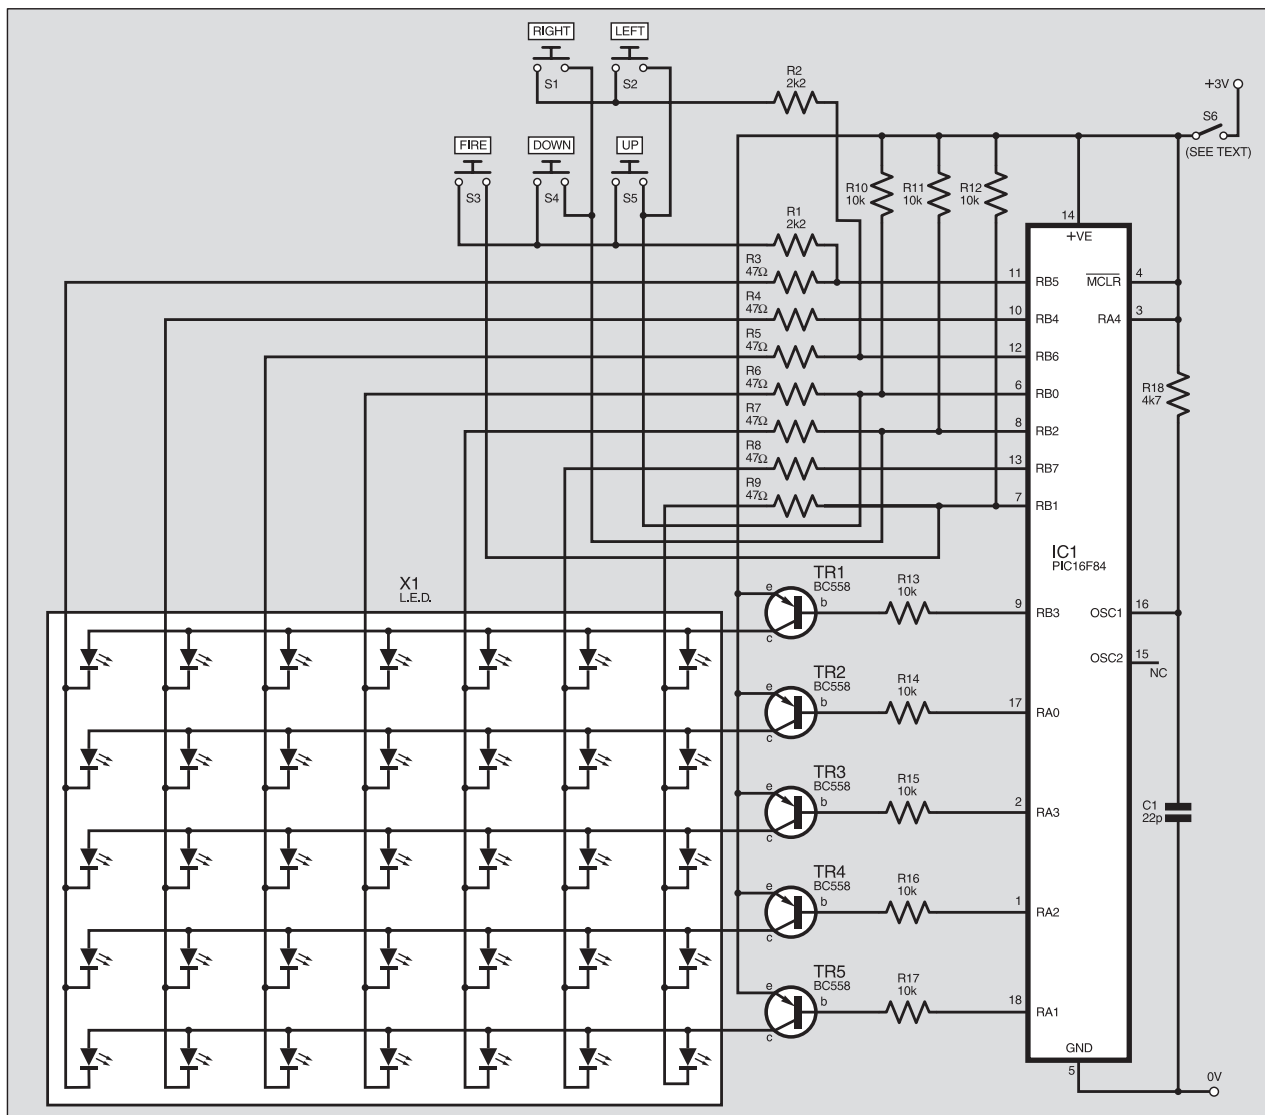 RIGHT
LEFT
S1
S2
R2
2k2
+3V
S6
(SEE TEXT)
FIRE
DOWN
UP
S3
S4
S5
R10
10k
R11
10k
R12
10k
R1
2k2
14
+VE
R3
47Ω
11
RB5
MCLR
4
R4
47Ω
10
RB4
RA4
3
R5
47Ω
12
RB6
R6
47Ω
6
RB0
R18
4k7
R7
47Ω
8
RB2
R8
47Ω
13
RB7
R9
47Ω
7
RB1
IC1
PIC16F84
X1
L.E.D.
TR1
BC558
e
b
c
R13
10k
9
RB3
OSC1
16
OSC2
15
NC
TR2
BC558
e
b
c
R14
10k
17
RA0
TR3
BC558
e
b
c
R15
10k
2
RA3
C1
22p
TR4
BC558
e
b
c
R16
10k
1
RA2
TR5
BC558
e
b
c
R17
10k
18
RA1
GND
5
0V